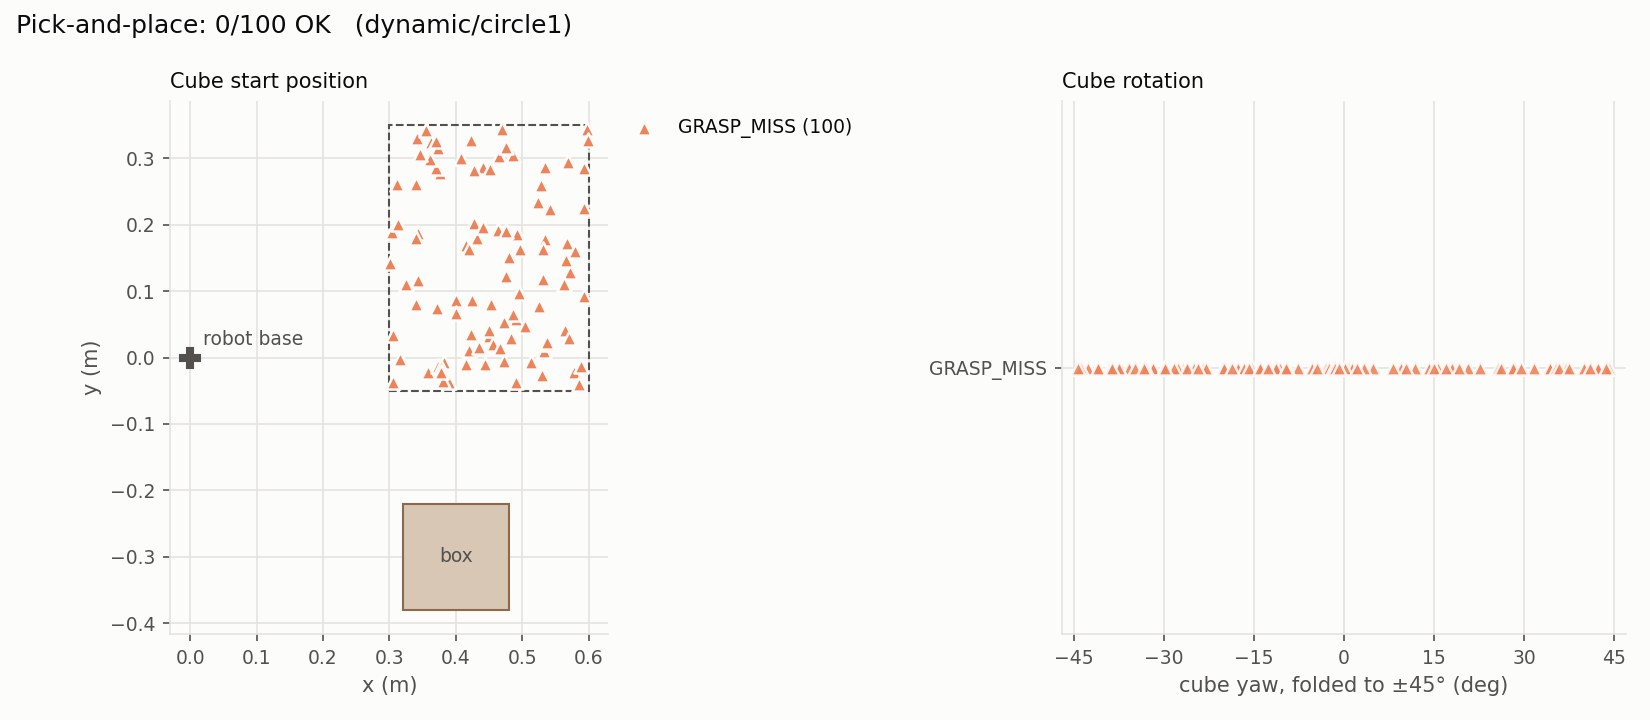 Pick-and-place: 0/100 OK   (dynamic/circle1)
Cube start position
GRASP_MISS (100)
0.3
0.2
0.1
0.0
−0.1
−0.2
−0.3
−0.4
y (m)
robot base
box
0.0 0.1 0.2 0.3 0.4 0.5 0.6
x (m)
Cube rotation
GRASP_MISS
−45 −30 −15 0 15 30 45
cube yaw, folded to ±45° (deg)